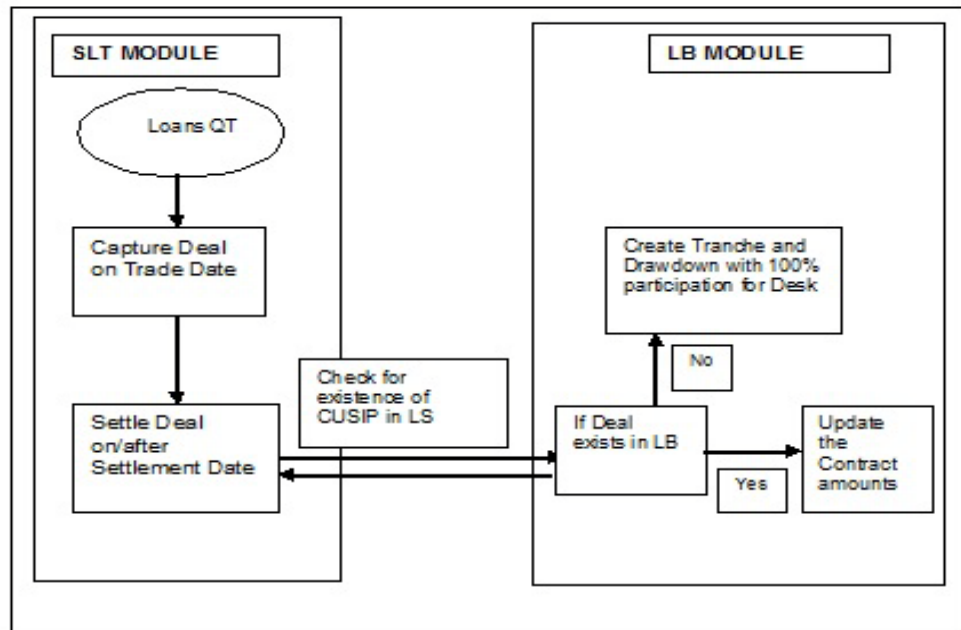 SLT MODULE
Loans QT
Capture Deal
on Trade Date
Settle Deal
on/after
Settlement Date
Check for
existence of
CUSIP in LS
LB MODULE
Create Tranche and
Drawdown with 100%
participation for Desk
No
If Deal
exists in LB
Yes
Update
the
Contract
amounts